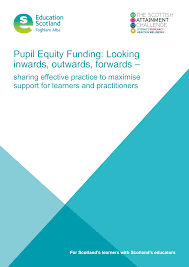 Education
Scotland
Foghlam Alba
THE SCOTTISH
ATTAINMENT
CHALLENGE
Pupil Equity Funding: Looking
inwards, outwards, forwards –
sharing effective practice to maximise
support for learners and practitioners
For Scotland's learners with Scotland's educators